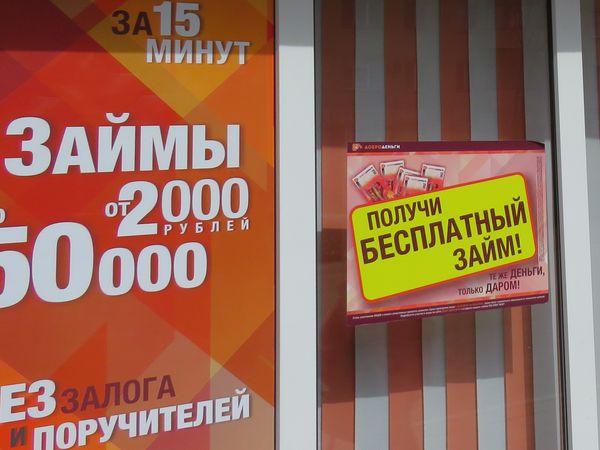 ЗА 15
МИНУТ
ЗАЙМЫ
ОТ 2000
РУБЛЕЙ
50 000
ЕЗ ЗАЛОГА
И ПОРУЧИТЕЛЕЙ
ДОБРОДЕНЬГИ
ПОЛУЧИ
БЕСПЛАТНЫЙ
ЗАЙМ!
ТЕ ЖЕ ДЕНЬГИ,
ТОЛЬКО ДАРОМ!